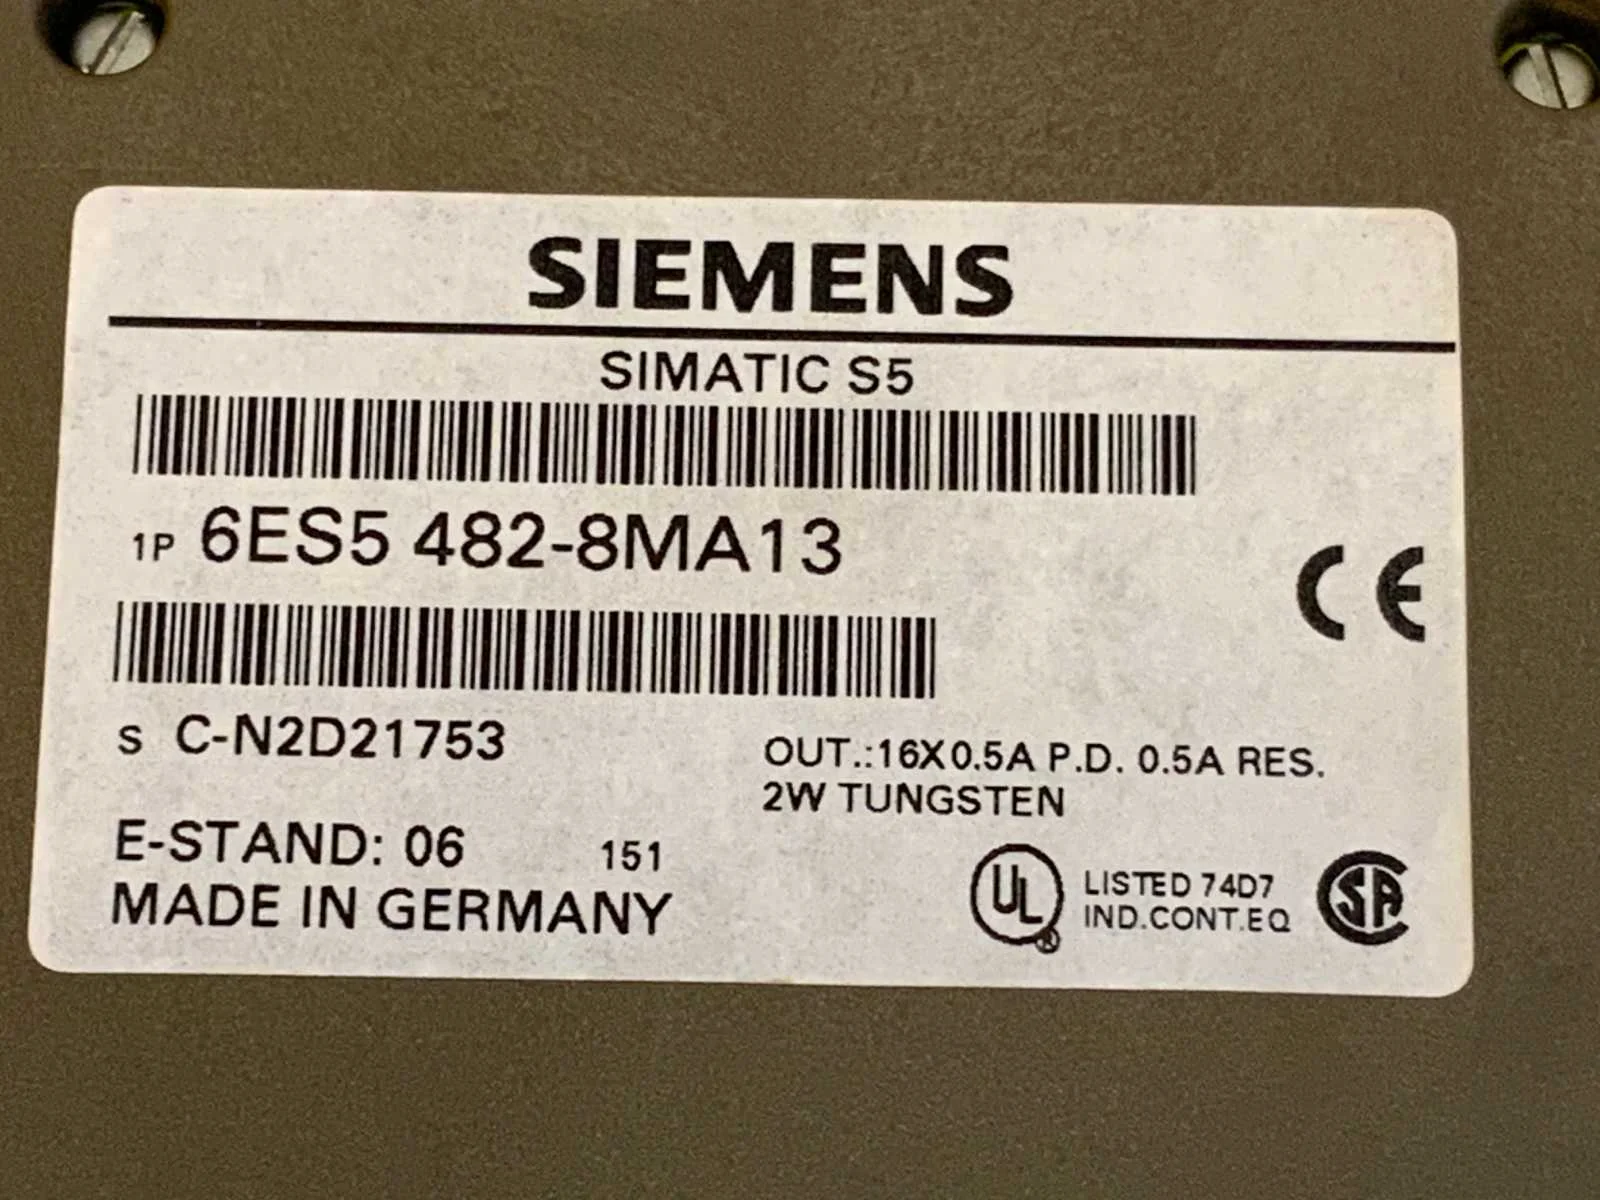 SIEMENS
SIMATIC S5
1P 6ES5 482-8MA13
CE
S C-N2D21753
OUT.:16X0.5A P.D. 0.5A RES.
2W TUNGSTEN
E-STAND: 06 151
MADE IN GERMANY
UL ® LISTED 74D7
IND.CONT.EQ
SA